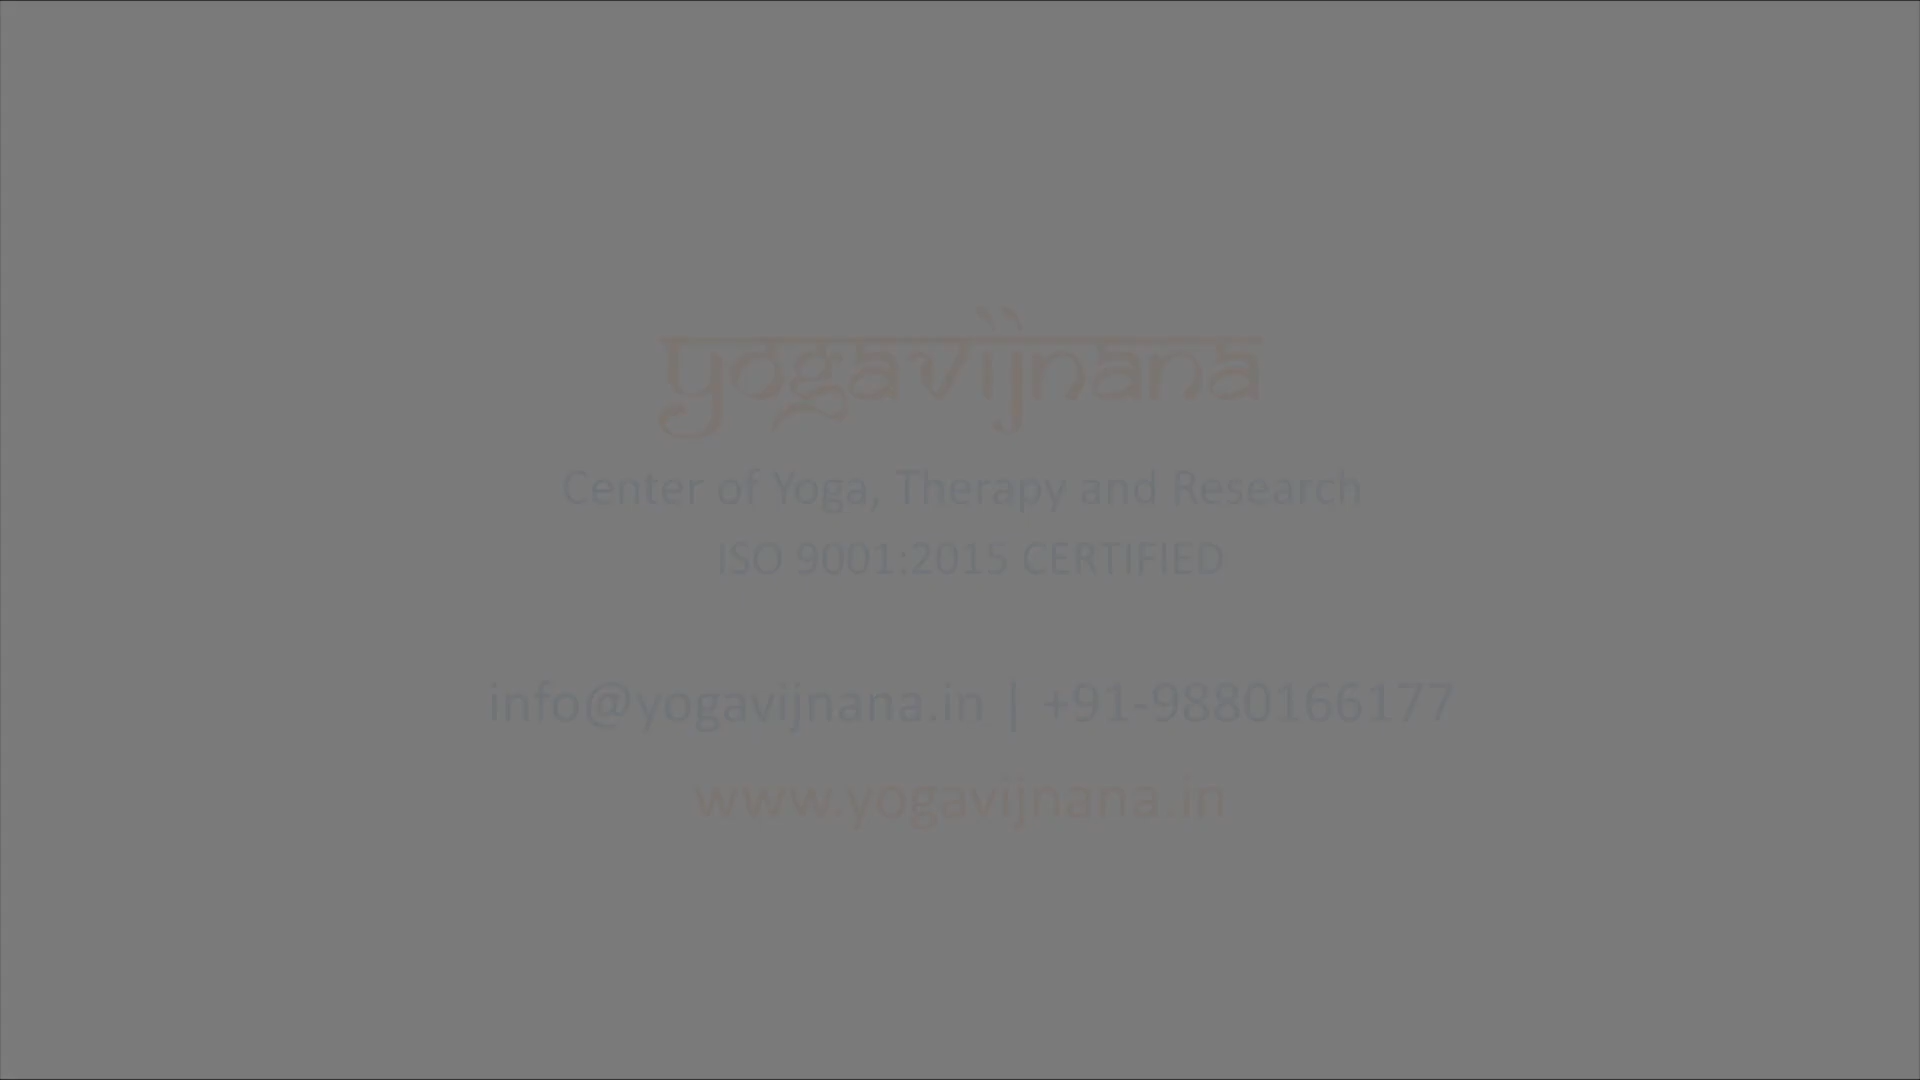 yogavijnana
Center of Yoga, Therapy and Research
ISO 9001:2015 CERTIFIED
info@yogavijnana.in | +91-9880166177
www.yogavijnana.in